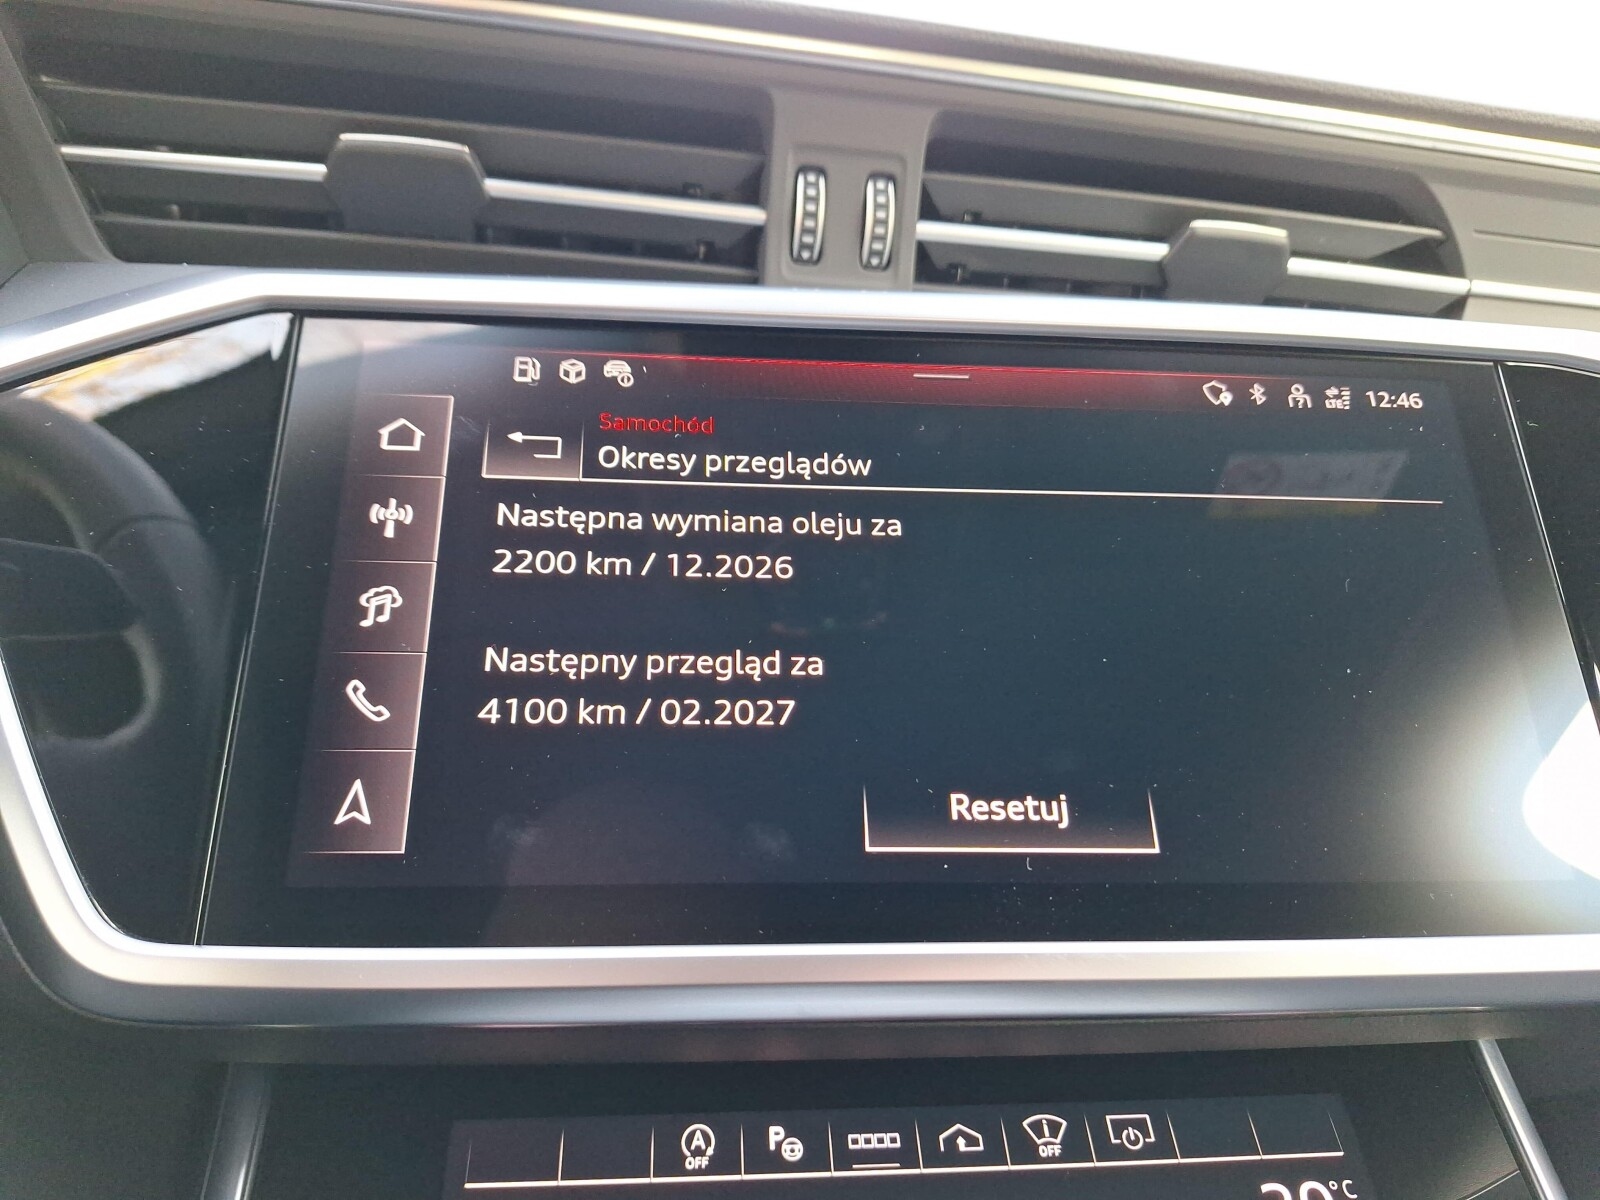 LTE 12:46
Samochód
Okresy przeglądów
Następna wymiana oleju za
2200 km / 12.2026
Następny przegląd za
4100 km / 02.2027
Resetuj
A OFF P i OFF
°C